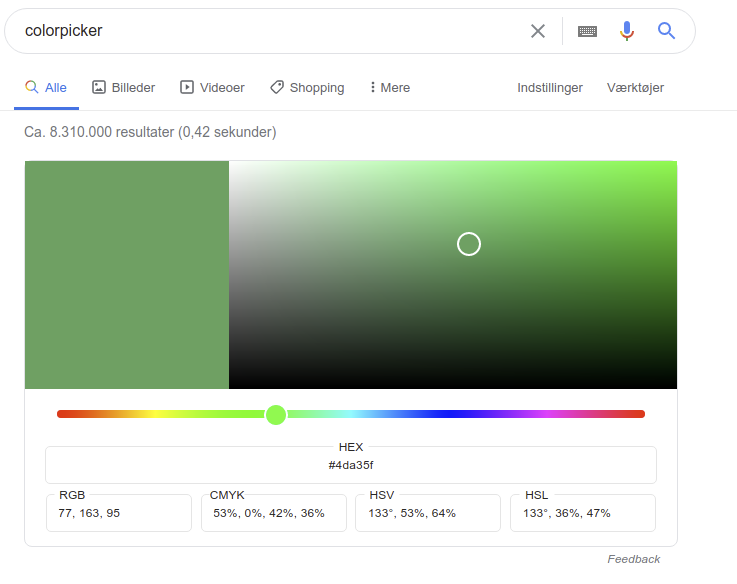 colorpicker
Alle Billeder Videoer Shopping Mere Indstillinger Værktøjer
Ca. 8.310.000 resultater (0,42 sekunder)
HEX
#4da35f
RGB CMYK HSV HSL
77, 163, 95 53%, 0%, 42%, 36% 133°, 53%, 64% 133°, 36%, 47%
Feedback